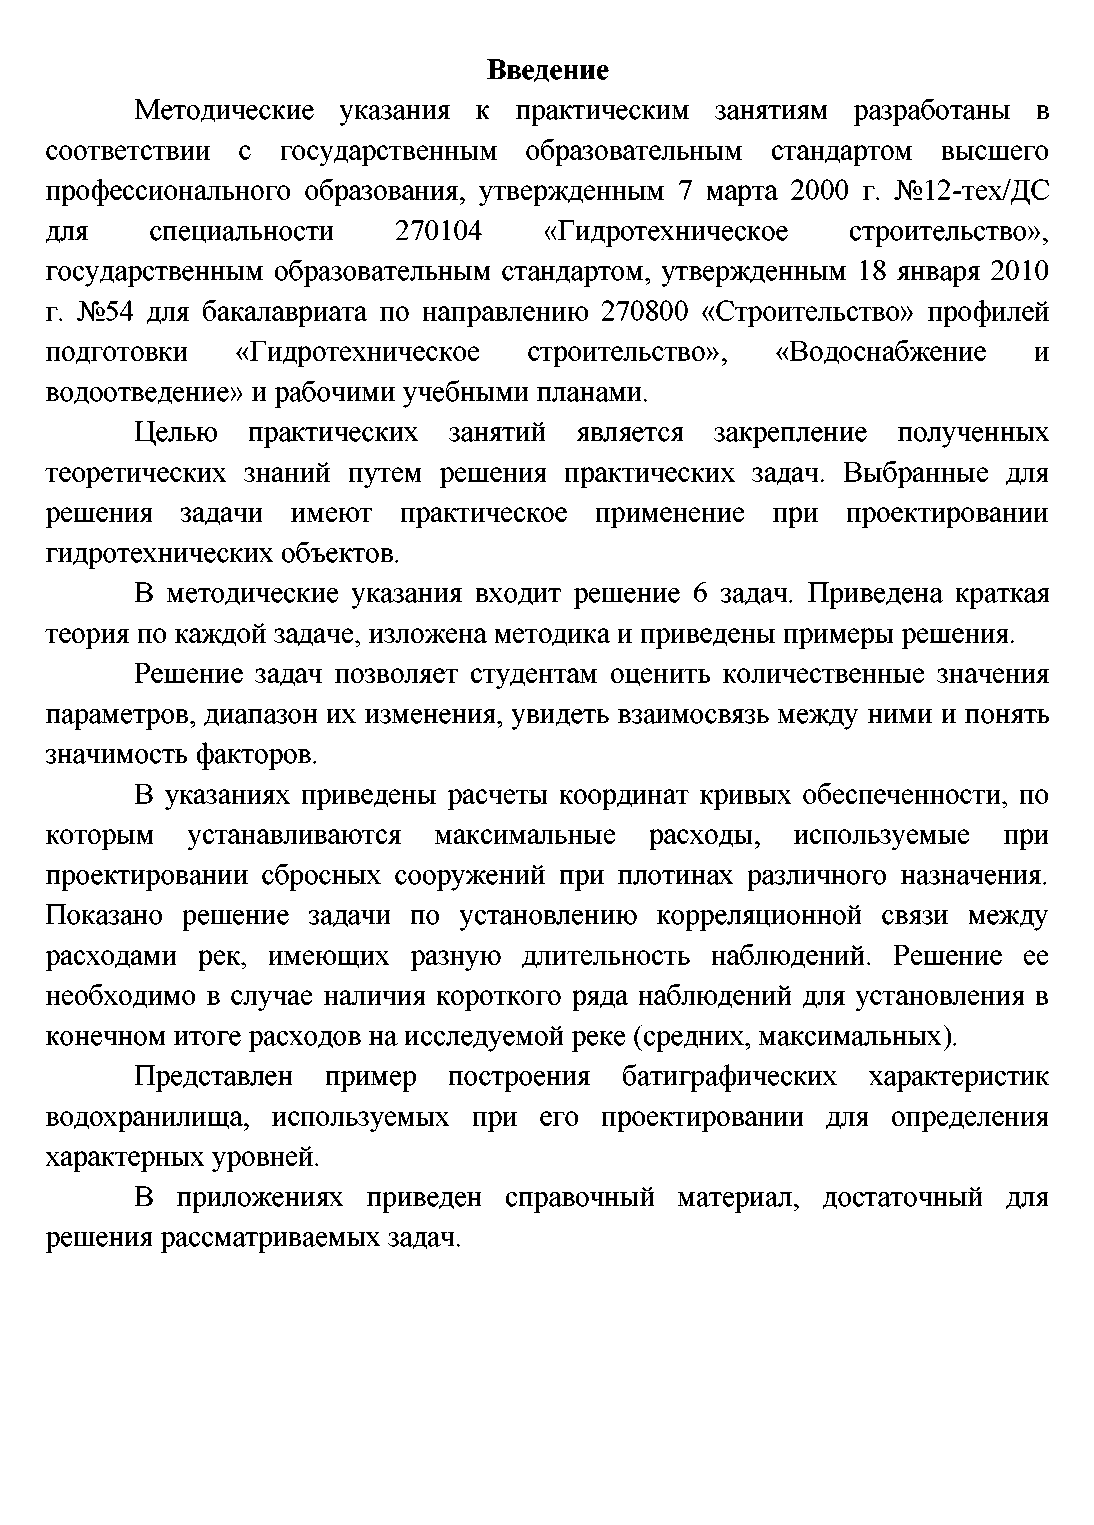 Введение
Методические указания к практическим занятиям разработаны в
соответствии с государственным образовательным стандартом высшего
профессионального образования, утвержденным 7 марта 2000 г. №12-тех/ДС
для специальности 270104 «Гидротехническое строительство»,
государственным образовательным стандартом, утвержденным 18 января 2010
г. №54 для бакалавриата по направлению 270800 «Строительство» профилей
подготовки «Гидротехническое строительство», «Водоснабжение и
водоотведение» и рабочими учебными планами.
Целью практических занятий является закрепление полученных
теоретических знаний путем решения практических задач. Выбранные для
решения задачи имеют практическое применение при проектировании
гидротехнических объектов.
В методические указания входит решение 6 задач. Приведена краткая
теория по каждой задаче, изложена методика и приведены примеры решения.
Решение задач позволяет студентам оценить количественные значения
параметров, диапазон их изменения, увидеть взаимосвязь между ними и понять
значимость факторов.
В указаниях приведены расчеты координат кривых обеспеченности, по
которым устанавливаются максимальные расходы, используемые при
проектировании сбросных сооружений при плотинах различного назначения.
Показано решение задачи по установлению корреляционной связи между
расходами рек, имеющих разную длительность наблюдений. Решение ее
необходимо в случае наличия короткого ряда наблюдений для установления в
конечном итоге расходов на исследуемой реке (средних, максимальных).
Представлен пример построения батиграфических характеристик
водохранилища, используемых при его проектировании для определения
характерных уровней.
В приложениях приведен справочный материал, достаточный для
решения рассматриваемых задач.